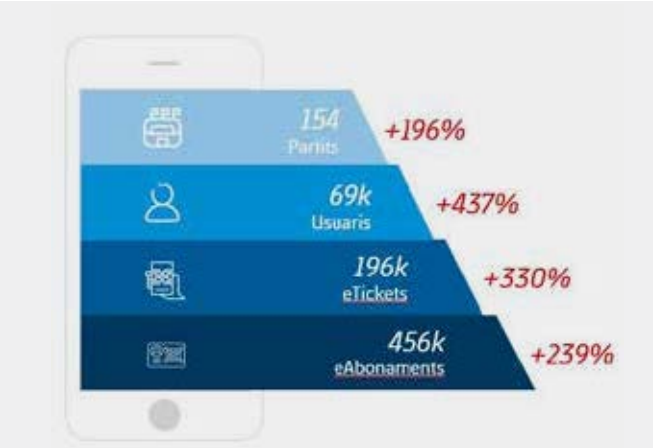 154
Partits
+196%
69k
Usuaris
+437%
196k
eTickets
+330%
456k
eAbonaments
+239%